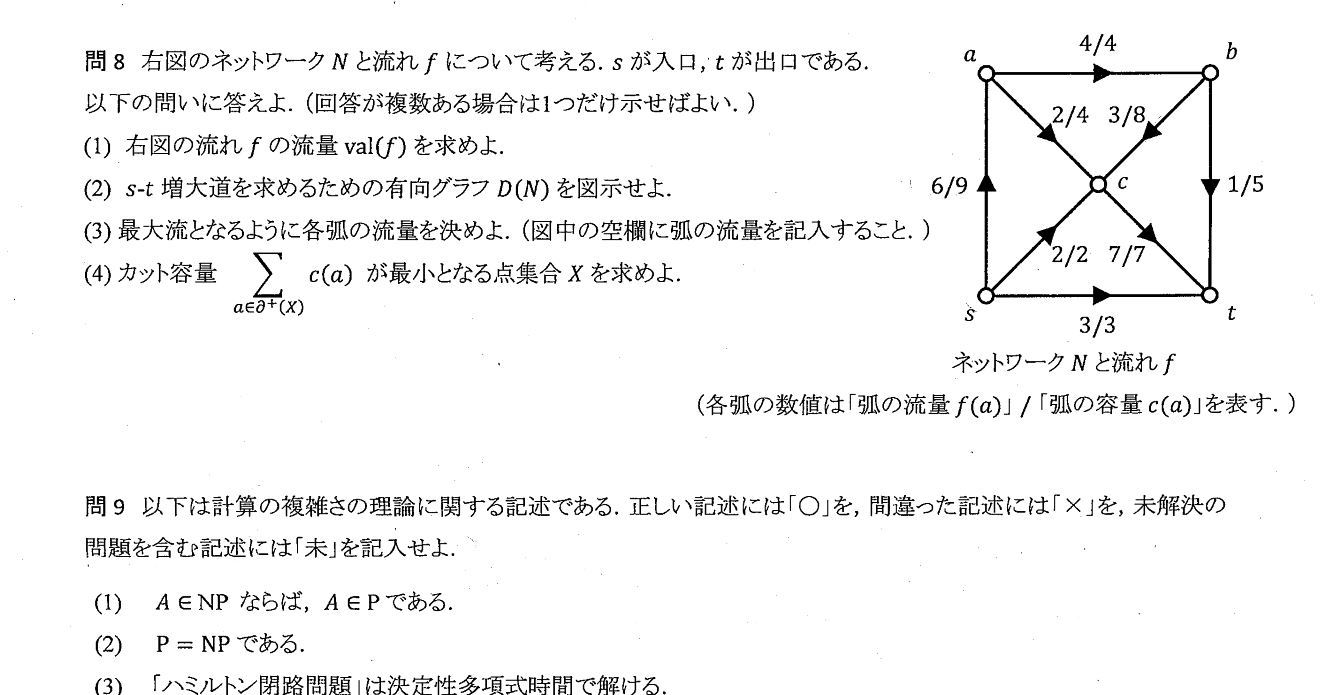 問8 右図のネットワーク N と流れ f について考える. s が入口, t が出口である.
以下の問いに答えよ. (回答が複数ある場合は1つだけ示せばよい. )
(1) 右図の流れ f の流量 val(f) を求めよ.
(2) s-t 増大道を求めるための有向グラフ D(N) を図示せよ.
(3) 最大流となるように各弧の流量を決めよ. (図中の空欄に弧の流量を記入すること. )
(4) カット容量 ∑ c(a) が最小となる点集合 X を求めよ.
a∈∂⁺(X)
a
4/4
b
2/4
3/8
6/9
c
1/5
2/2
7/7
s
3/3
t
ネットワーク N と流れ f
(各弧の数値は「弧の流量 f(a)」/「弧の容量 c(a)」を表す. )
問9 以下は計算の複雑さの理論に関する記述である. 正しい記述には「○」を, 間違った記述には「×」を, 未解決の
問題を含む記述には「未」を記入せよ.
(1) A ∈ NP ならば, A ∈ P である.
(2) P = NP である.
(3) 「ハミルトン閉路問題」は決定性多項式時間で解ける.